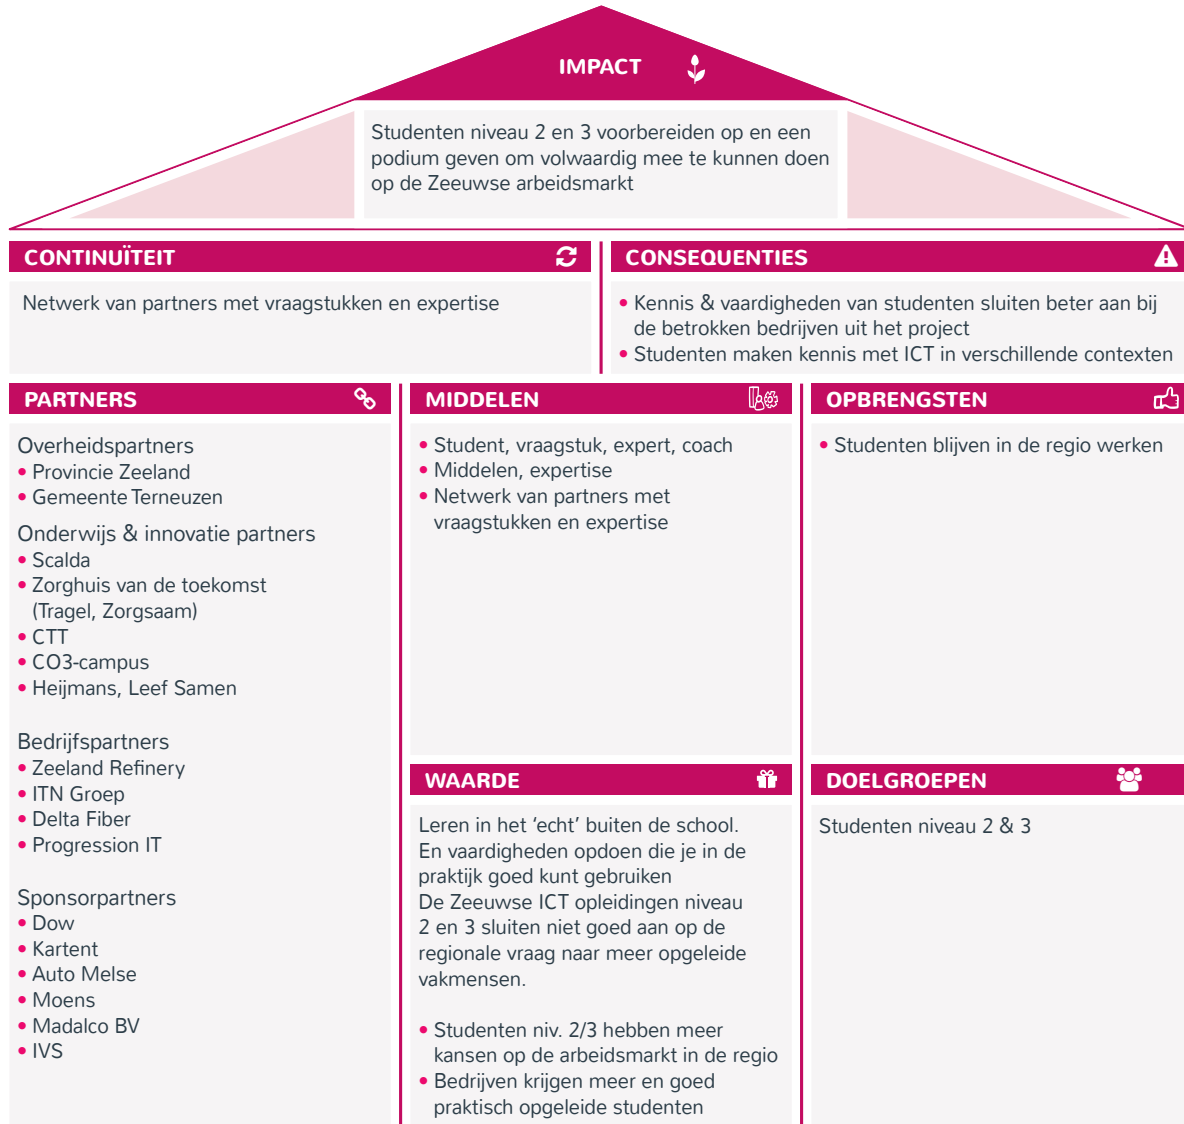 IMPACT
Studenten niveau 2 en 3 voorbereiden op en een
podium geven om volwaardig mee te kunnen doen
op de Zeeuwse arbeidsmarkt
CONTINUÏTEIT
Netwerk van partners met vraagstukken en expertise
CONSEQUENTIES
• Kennis & vaardigheden van studenten sluiten beter aan bij
de betrokken bedrijven uit het project
• Studenten maken kennis met ICT in verschillende contexten
PARTNERS
Overheidspartners
• Provincie Zeeland
• Gemeente Terneuzen
Onderwijs & innovatie partners
• Scalda
• Zorghuis van de toekomst
(Tragel, Zorgsaam)
• CTT
• CO3-campus
• Heijmans, Leef Samen
Bedrijfspartners
• Zeeland Refinery
• ITN Groep
• Delta Fiber
• Progression IT
Sponsorpartners
• Dow
• Kartent
• Auto Melse
• Moens
• Madalco BV
• IVS
MIDDELEN
• Student, vraagstuk, expert, coach
• Middelen, expertise
• Netwerk van partners met
vraagstukken en expertise
WAARDE
Leren in het ‘echt’ buiten de school.
En vaardigheden opdoen die je in de
praktijk goed kunt gebruiken
De Zeeuwse ICT opleidingen niveau
2 en 3 sluiten niet goed aan op de
regionale vraag naar meer opgeleide
vakmensen.
• Studenten niv. 2/3 hebben meer
kansen op de arbeidsmarkt in de regio
• Bedrijven krijgen meer en goed
praktisch opgeleide studenten
OPBRENGSTEN
• Studenten blijven in de regio werken
DOELGROEPEN
Studenten niveau 2 & 3